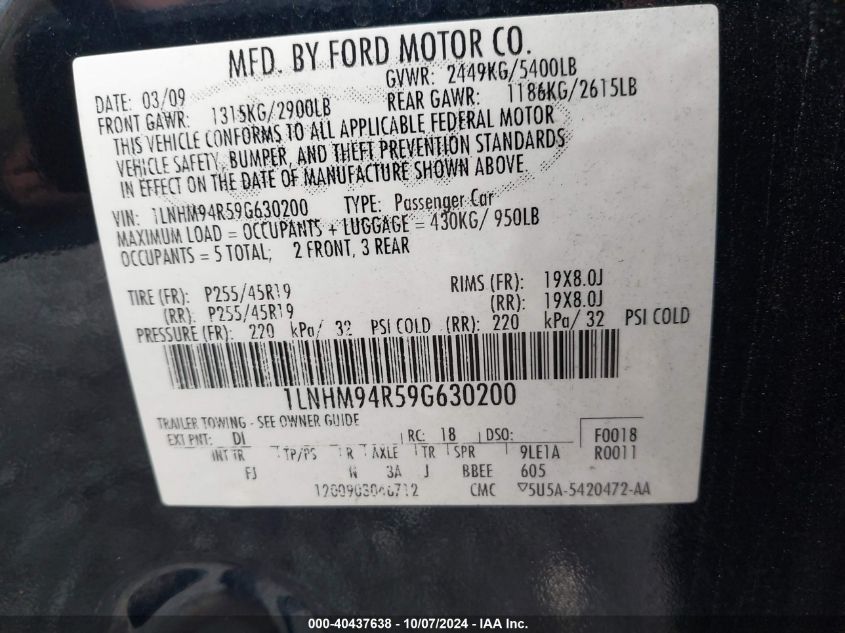 MFD. BY FORD MOTOR CO.
DATE: 03/09 GVWR: 2449KG/5400LB
FRONT GAWR: 1315KG/2900LB REAR GAWR: 1186KG/2615LB
THIS VEHICLE CONFORMS TO ALL APPLICABLE FEDERAL MOTOR
VEHICLE SAFETY, BUMPER, AND THEFT PREVENTION STANDARDS
IN EFFECT ON THE DATE OF MANUFACTURE SHOWN ABOVE.
VIN: 1LNHM94R59G630200 TYPE: Passenger Car
MAXIMUM LOAD = OCCUPANTS + LUGGAGE = 430KG/ 950LB
OCCUPANTS = 5 TOTAL; 2 FRONT, 3 REAR
TIRE (FR): P255/45R19 RIMS (FR): 19X8.0J
(RR): P255/45R19 (RR): 19X8.0J
PRESSURE (FR): 220 kPa/ 32 PSI COLD (RR): 220 kPa/ 32 PSI COLD
1LNHM94R59G630200
TRAILER TOWING - SEE OWNER GUIDE
EXT PNT: DI RC: 18 DSO: F0018
INT TR TP/PS R AXLE TR SPR 9LE1A R0011
FJ N 3A J BBEE 605
CMC ▽5U5A-5420472-AA
000-40437638 - 10/07/2024 - IAA Inc.